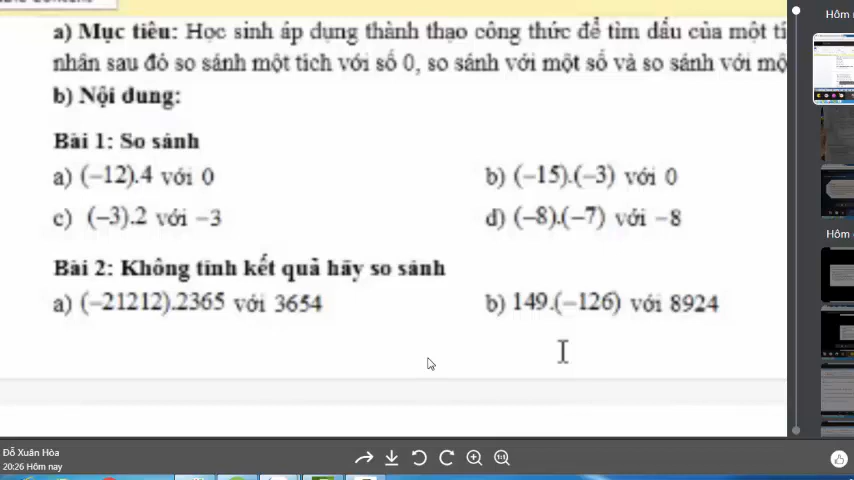 a) Mục tiêu: Học sinh áp dụng thành thạo công thức để tìm dấu của một tí
nhân sau đó so sánh một tích với số 0, so sánh với một số và so sánh với mộ
b) Nội dung:
Bài 1: So sánh
a) (−12).4 với 0
b) (−15).(−3) với 0
c) (−3).2 với −3
d) (−8).(−7) với −8
Bài 2: Không tính kết quả hãy so sánh
a) (−21212).2365 với 3654
b) 149.(−126) với 8924
Hôm
Hôm
Đỗ Xuân Hòa
20:26 Hôm nay
1:1